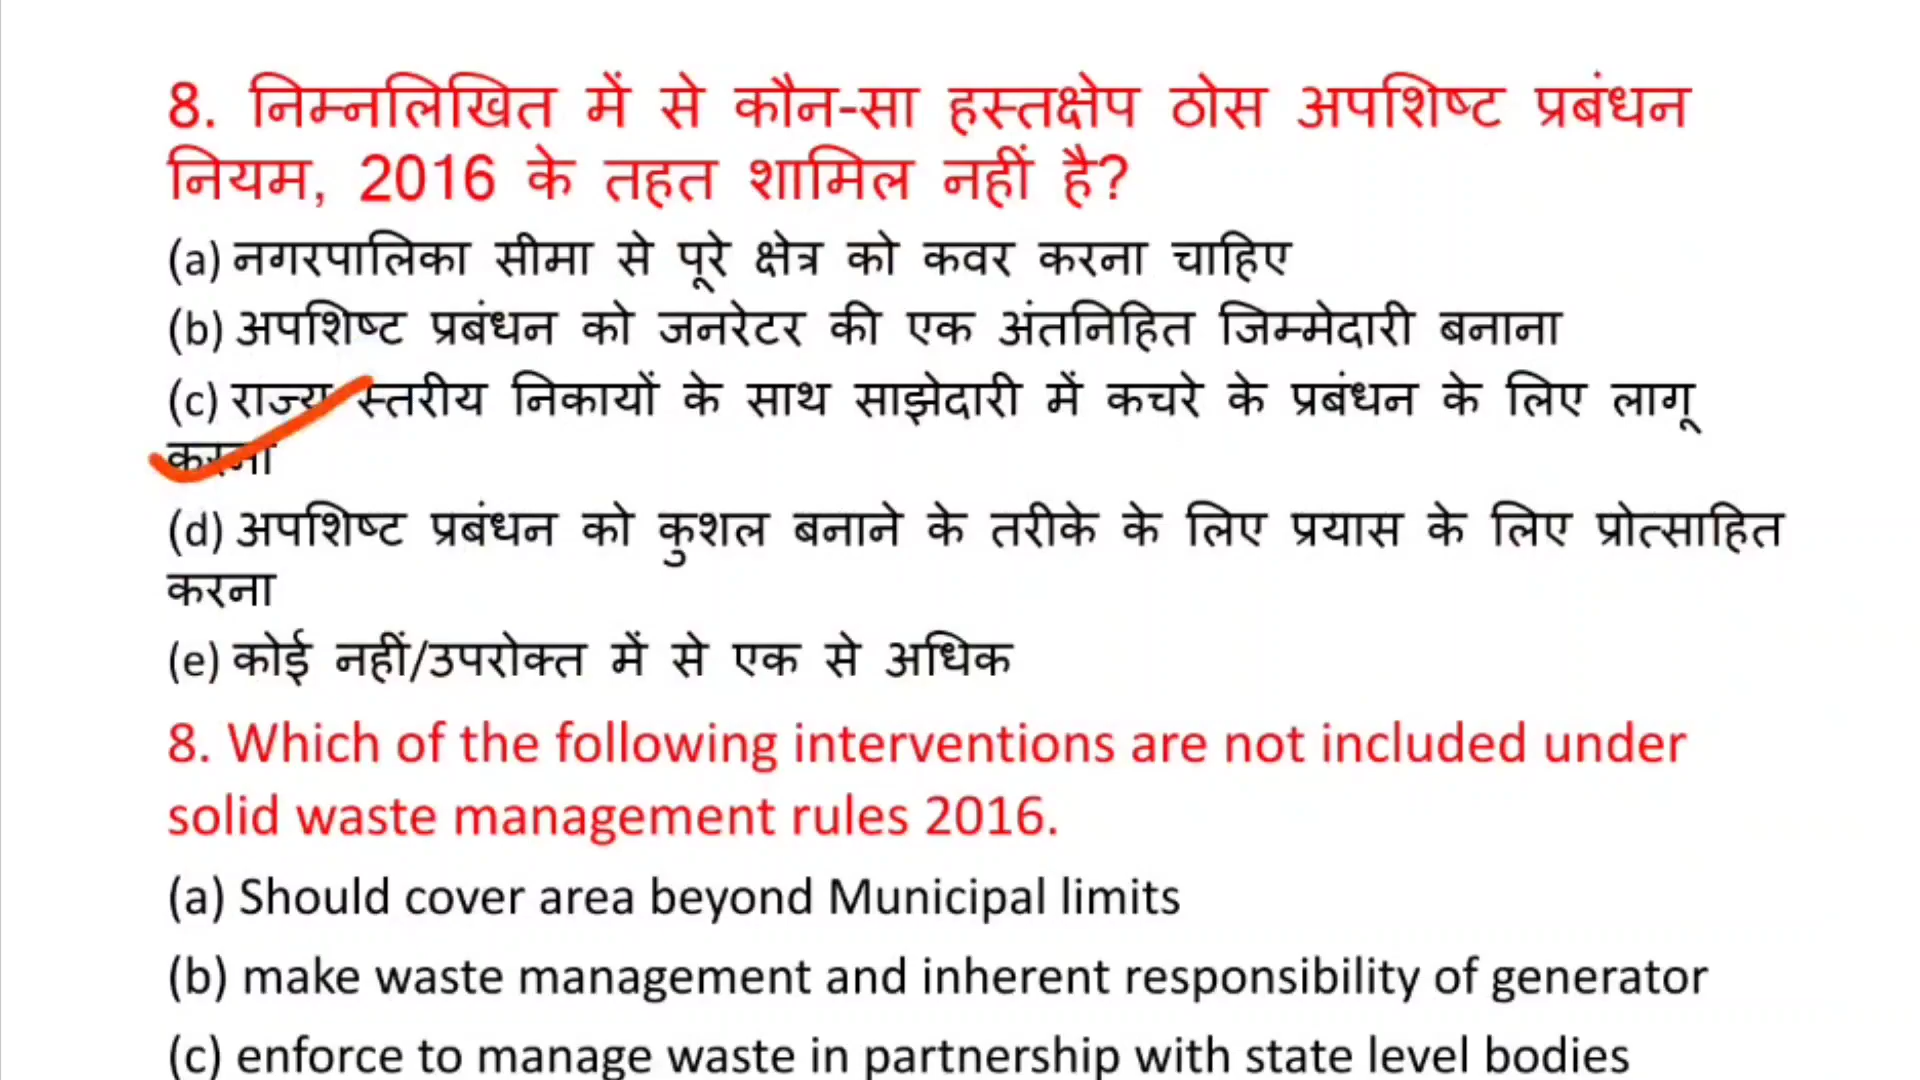 8. निम्नलिखित में से कौन-सा हस्तक्षेप ठोस अपशिष्ट प्रबंधन
नियम, 2016 के तहत शामिल नहीं है?
(a) नगरपालिका सीमा से पूरे क्षेत्र को कवर करना चाहिए
(b) अपशिष्ट प्रबंधन को जनरेटर की एक अंतनिहित जिम्मेदारी बनाना
(c) राज्य स्तरीय निकायों के साथ साझेदारी में कचरे के प्रबंधन के लिए लागू
करना
(d) अपशिष्ट प्रबंधन को कुशल बनाने के तरीके के लिए प्रयास के लिए प्रोत्साहित
करना
(e) कोई नहीं/उपरोक्त में से एक से अधिक
8. Which of the following interventions are not included under
solid waste management rules 2016.
(a) Should cover area beyond Municipal limits
(b) make waste management and inherent responsibility of generator
(c) enforce to manage waste in partnership with state level bodies